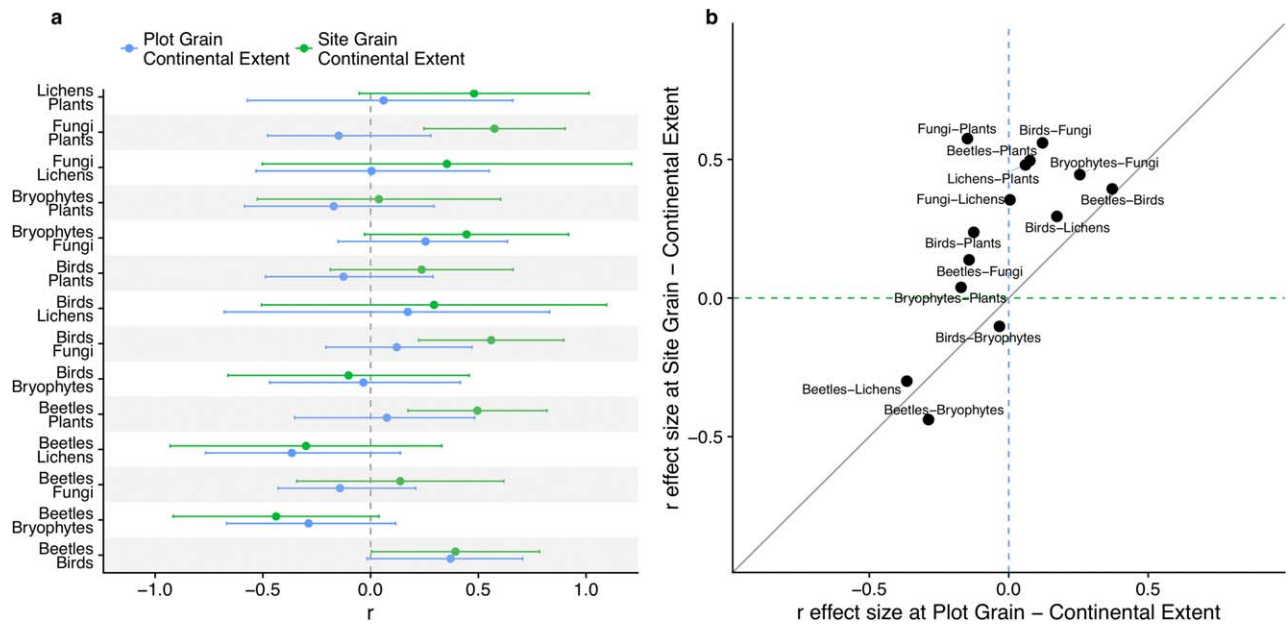 a
Plot Grain
Continental Extent
Site Grain
Continental Extent
Lichens
Plants
Fungi
Plants
Fungi
Lichens
Bryophytes
Plants
Bryophytes
Fungi
Birds
Plants
Birds
Lichens
Birds
Fungi
Birds
Bryophytes
Beetles
Plants
Beetles
Lichens
Beetles
Fungi
Beetles
Bryophytes
Beetles
Birds
−1.0 −0.5 0.0 0.5 1.0
r
b
r effect size at Site Grain − Continental Extent
0.5
0.0
−0.5
Fungi−Plants
Birds−Fungi
Beetles−Plants
Bryophytes−Fungi
Lichens−Plants
Fungi−Lichens
Beetles−Birds
Birds−Lichens
Birds−Plants
Beetles−Fungi
Bryophytes−Plants
Birds−Bryophytes
Beetles−Lichens
Beetles−Bryophytes
−0.5 0.0 0.5
r effect size at Plot Grain − Continental Extent